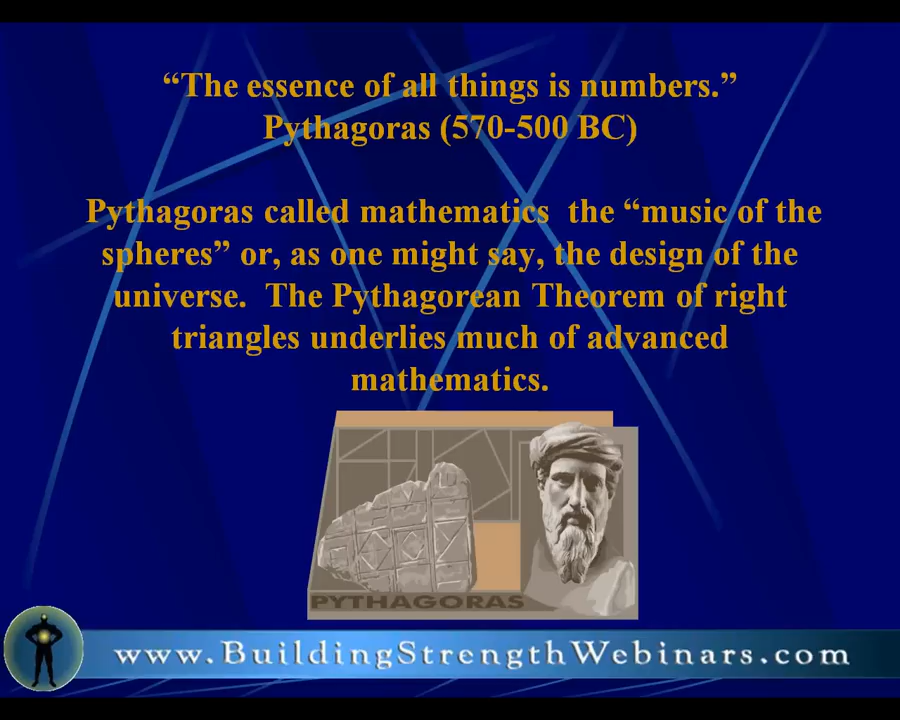 “The essence of all things is numbers.”
Pythagoras (570-500 BC)
Pythagoras called mathematics the “music of the
spheres” or, as one might say, the design of the
universe. The Pythagorean Theorem of right
triangles underlies much of advanced
mathematics.
PYTHAGORAS
www.BuildingStrengthWebinars.com